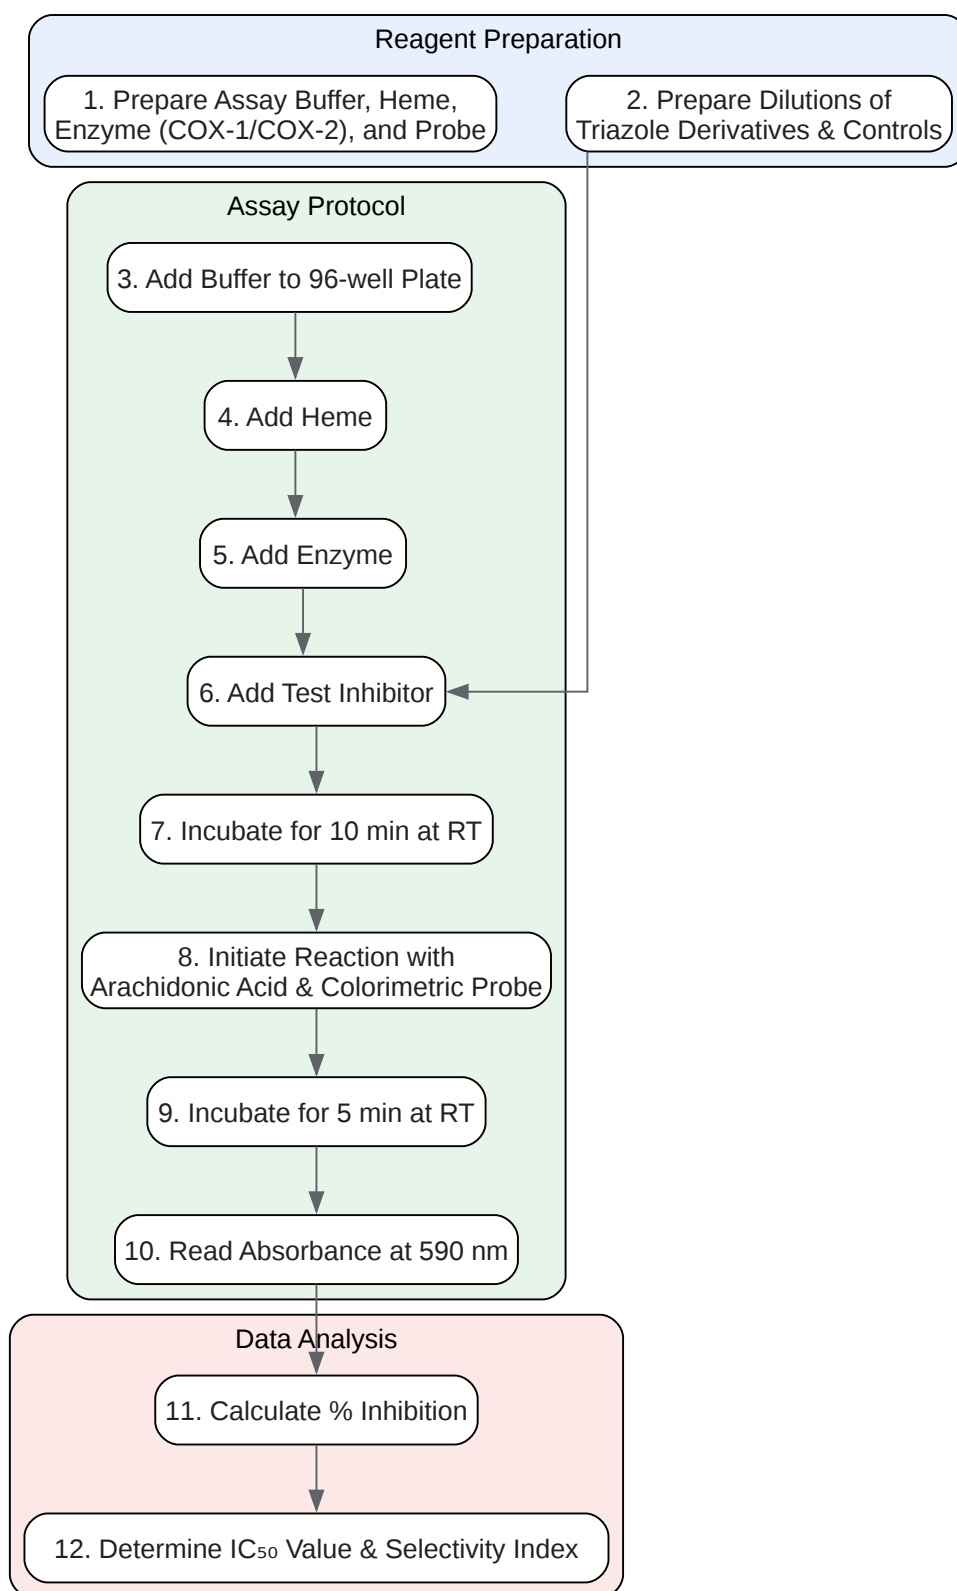 Reagent Preparation
1. Prepare Assay Buffer, Heme,
Enzyme (COX-1/COX-2), and Probe
2. Prepare Dilutions of
Triazole Derivatives & Controls
Assay Protocol
3. Add Buffer to 96-well Plate
4. Add Heme
5. Add Enzyme
6. Add Test Inhibitor
7. Incubate for 10 min at RT
8. Initiate Reaction with
Arachidonic Acid & Colorimetric Probe
9. Incubate for 5 min at RT
10. Read Absorbance at 590 nm
Data Analysis
11. Calculate % Inhibition
12. Determine IC₅₀ Value & Selectivity Index